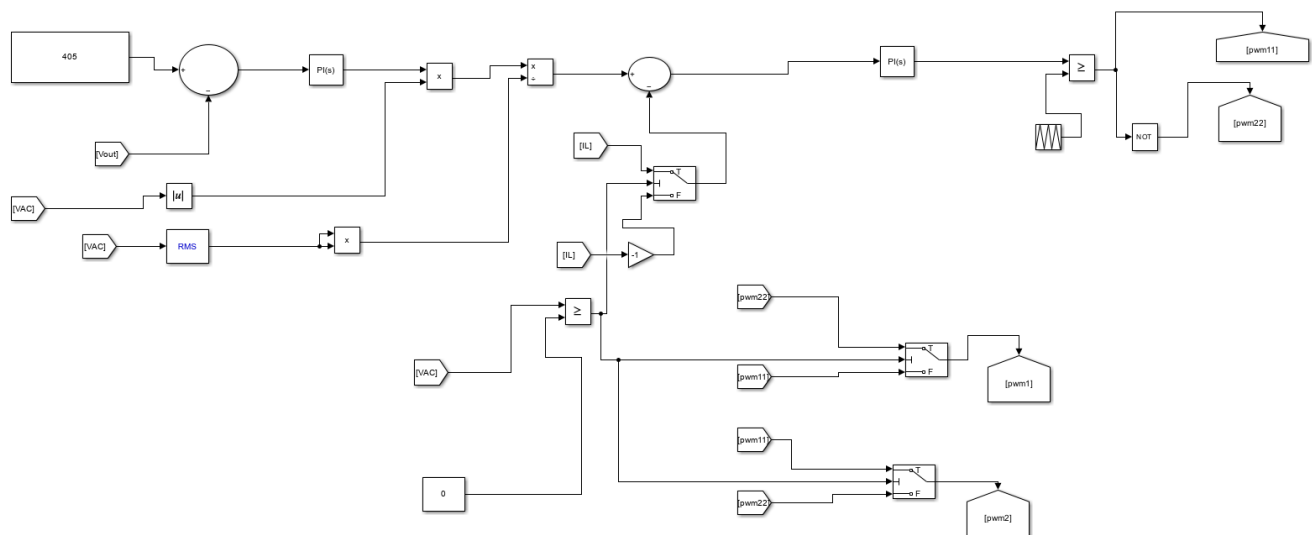 405
+
−
PI(s)
×
×
÷
+
−
PI(s)
≥
[pwm11]
[pwm22]
NOT
[Vout]
[IL]
T
F
[VAC]
|u|
[VAC]
RMS
×
[IL]
-1
≥
[pwm22]
T
F
[VAC]
[pwm11]
[pwm1]
[pwm11]
T
F
0
[pwm22]
[pwm2]